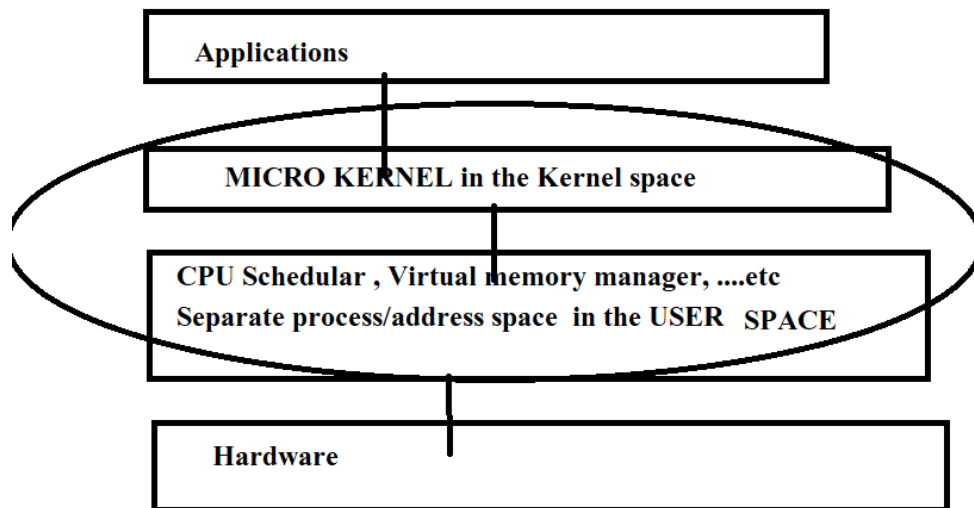 Applications
MICRO KERNEL in the Kernel space
CPU Schedular , Virtual memory manager, ....etc
Separate process/address space in the USER SPACE
Hardware